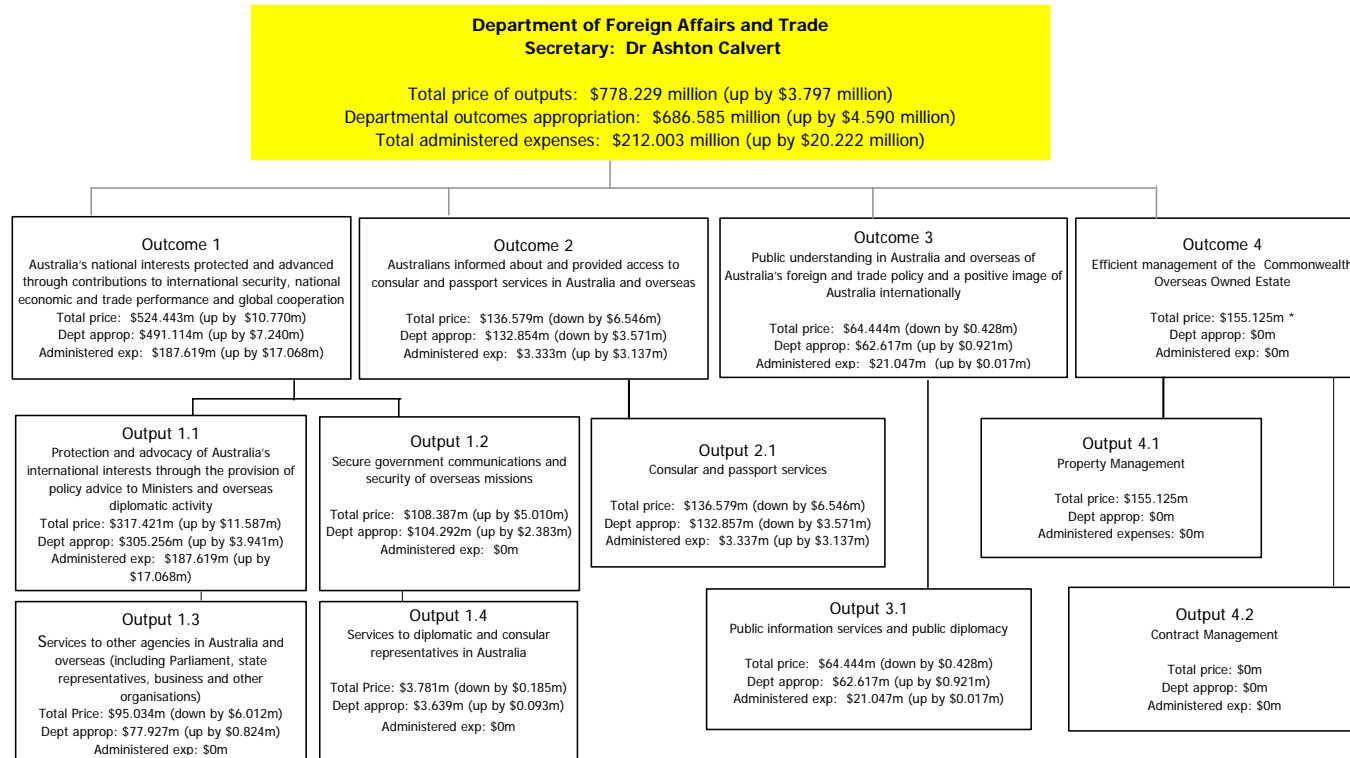 Department of Foreign Affairs and Trade
Secretary: Dr Ashton Calvert
Total price of outputs: $778.229 million (up by $3.797 million)
Departmental outcomes appropriation: $686.585 million (up by $4.590 million)
Total administered expenses: $212.003 million (up by $20.222 million)
Outcome 1
Australia's national interests protected and advanced
through contributions to international security, national
economic and trade performance and global cooperation
Total price: $524.443m (up by $10.770m)
Dept approp: $491.114m (up by $7.240m)
Administered exp: $187.619m (up by $17.068m)
Outcome 2
Australians informed about and provided access to
consular and passport services in Australia and overseas
Total price: $136.579m (down by $6.546m)
Dept approp: $132.854m (down by $3.571m)
Administered exp: $3.333m (up by $3.137m)
Outcome 3
Public understanding in Australia and overseas of
Australia's foreign and trade policy and a positive image of
Australia internationally
Total price: $64.444m (down by $0.428m)
Dept approp: $62.617m (up by $0.921m)
Administered exp: $21.047m (up by $0.017m)
Outcome 4
Efficient management of the Commonwealth
Overseas Owned Estate
Total price: $155.125m *
Dept approp: $0m
Administered exp: $0m
Output 1.1
Protection and advocacy of Australia's
international interests through the provision of
policy advice to Ministers and overseas
diplomatic activity
Total price: $317.421m (up by $11.587m)
Dept approp: $305.256m (up by $3.941m)
Administered exp: $187.619m (up by
$17.068m)
Output 1.2
Secure government communications and
security of overseas missions
Total price: $108.387m (up by $5.010m)
Dept approp: $104.292m (up by $2.383m)
Administered exp: $0m
Output 2.1
Consular and passport services
Total price: $136.579m (down by $6.546m)
Dept approp: $132.857m (down by $3.571m)
Administered exp: $3.337m (up by $3.137m)
Output 4.1
Property Management
Total price: $155.125m
Dept approp: $0m
Administered expenses: $0m
Output 1.3
Services to other agencies in Australia and
overseas (including Parliament, state
representatives, business and other
organisations)
Total Price: $95.034m (down by $6.012m)
Dept approp: $77.927m (up by $0.824m)
Administered exp: $0m
Output 1.4
Services to diplomatic and consular
representatives in Australia
Total Price: $3.781m (down by $0.185m)
Dept approp: $3.639m (up by $0.093m)
Administered exp: $0m
Output 3.1
Public information services and public diplomacy
Total price: $64.444m (down by $0.428m)
Dept approp: $62.617m (up by $0.921m)
Administered exp: $21.047m (up by $0.017m)
Output 4.2
Contract Management
Total price: $0m
Dept approp: $0m
Administered exp: $0m